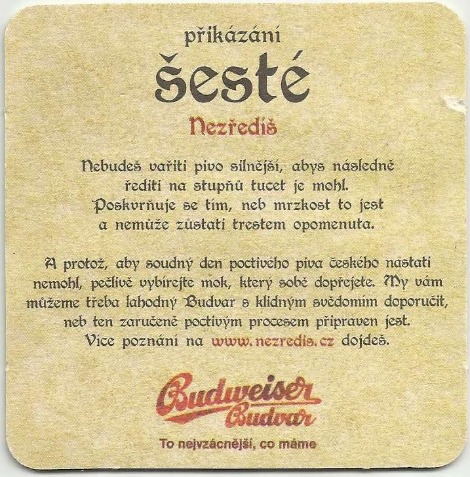 přikázání
šesté
Nezředíš
Nebudeš vařiti pivo silnější, abys následně
řediti na stupňů tucet je mohl.
Poskvrňuje se tím, neb mrzkost to jest
a nemůže zůstati trestem opomenuta.
A protož, aby soudný den poctivého piva českého nastati
nemohl, pečlivě vybírejte mok, který sobě dopřejete. My vám
můžeme třeba lahodný Budvar s klidným svědomím doporučit,
neb ten zaručeně poctivým procesem připraven jest.
Více poznání na www.nezredis.cz dojdeš.
Budweiser
Budvar
To nejvzácnější, co máme